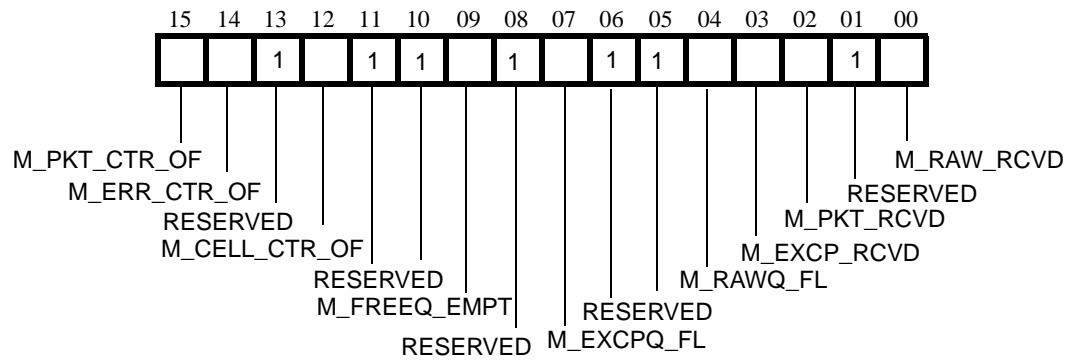 15 14 13 12 11 10 09 08 07 06 05 04 03 02 01 00
1 1 1 1 1 1 1
M_PKT_CTR_OF M_RAW_RCVD
M_ERR_CTR_OF RESERVED
RESERVED M_PKT_RCVD
M_CELL_CTR_OF M_EXCP_RCVD
RESERVED M_RAWQ_FL
M_FREEQ_EMPT RESERVED
RESERVED M_EXCPQ_FL